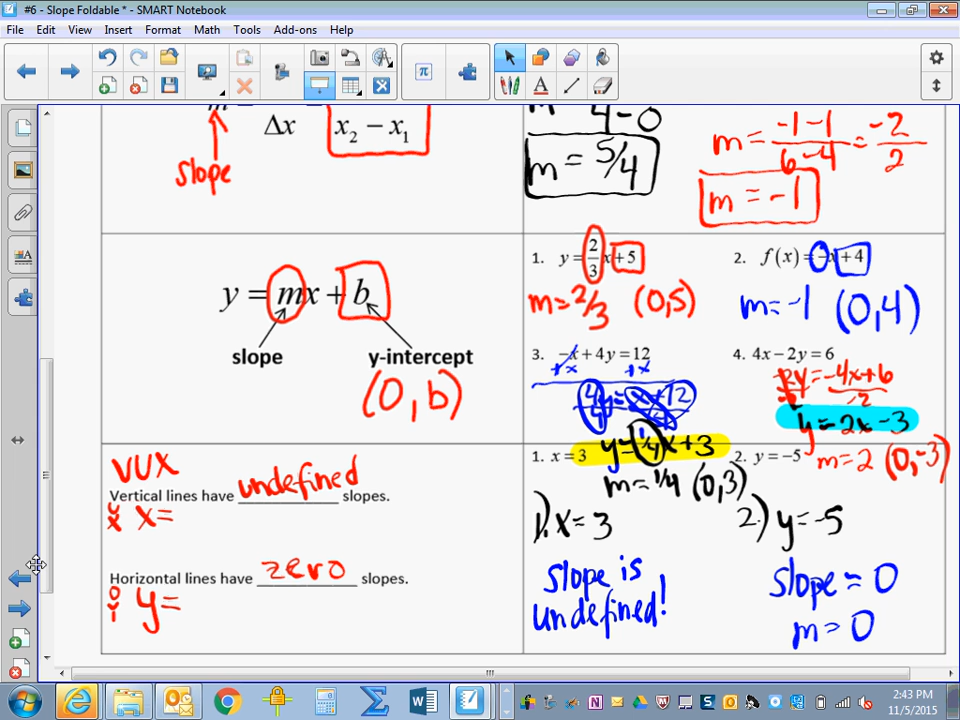 #6 - Slope Foldable * - SMART Notebook
File Edit View Insert Format Math Tools Add-ons Help
Δx
x₂ − x₁
slope
4-0
m = 5/4
m = -1-1/6-4 = -2/2
m = -1
y = mx + b
slope
y-intercept
(0, b)
1. y = 2/3 x + 5
m = 2/3 (0,5)
2. f(x) = -x + 4
m = -1 (0,4)
3. -x + 4y = 12
+x +x
4y = x + 12
y = 1/4x + 3
m = 1/4 (0,3)
4. 4x − 2y = 6
-2y = -4x + 6
-2
y = 2x - 3
m = 2 (0,-3)
VUX
Vertical lines have undefined slopes.
x =
Horizontal lines have zero slopes.
y =
1. x = 3
1). x = 3
slope is
undefined!
2. y = −5
2.) y = -5
slope = 0
m = 0
2:43 PM
11/5/2015